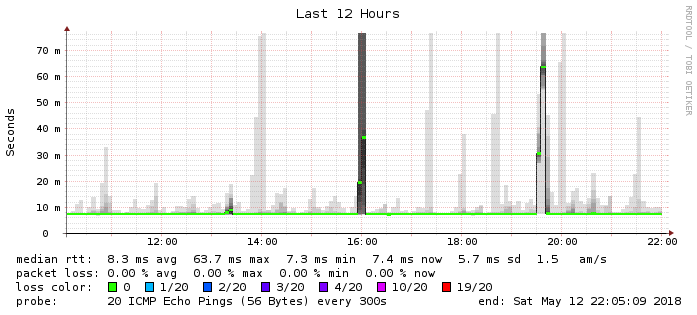 Last 12 Hours
RRDTOOL / TOBI OETIKER
Seconds
70 m
60 m
50 m
40 m
30 m
20 m
10 m
0
12:00 14:00 16:00 18:00 20:00 22:00
median rtt: 8.3 ms avg 63.7 ms max 7.3 ms min 7.4 ms now 5.7 ms sd 1.5 am/s
packet loss: 0.00 % avg 0.00 % max 0.00 % min 0.00 % now
loss color: 0 1/20 2/20 3/20 4/20 10/20 19/20
probe: 20 ICMP Echo Pings (56 Bytes) every 300s end: Sat May 12 22:05:09 2018